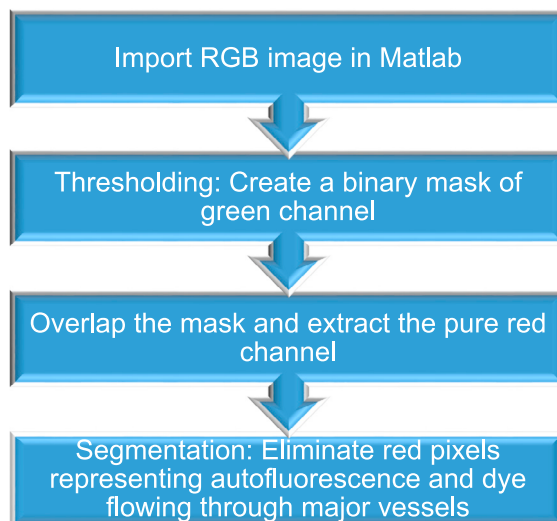 Import RGB image in Matlab
Thresholding: Create a binary mask of
green channel
Overlap the mask and extract the pure red
channel
Segmentation: Eliminate red pixels
representing autofluorescence and dye
flowing through major vessels